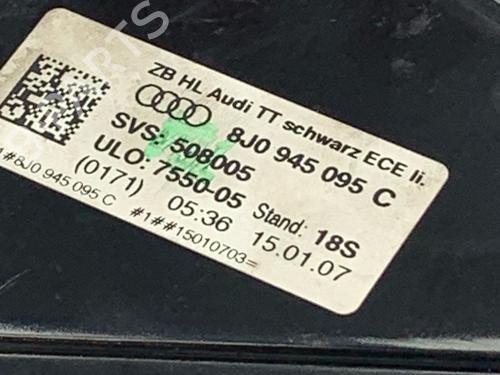 ZB HL Audi TT schwarz ECE li.
8J0 945 095 C
SVS: 508005
ULO: 7550-05 Stand: 18S
(0171) 05:36 15.01.07
1#8J0 945 095 C #1##15010703=